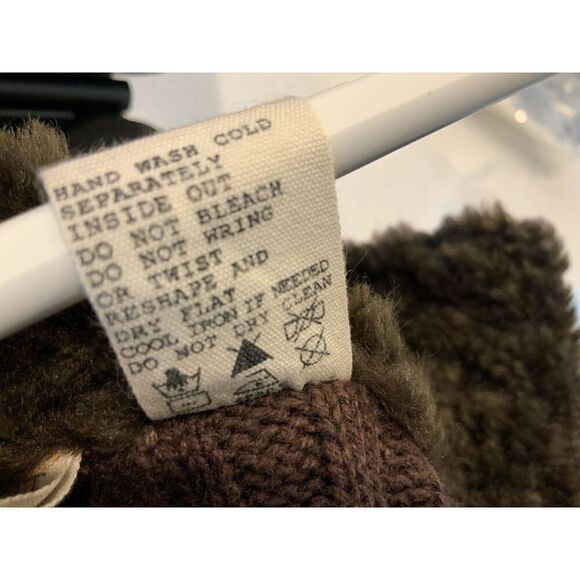 HAND WASH COLD
SEPARATELY
INSIDE OUT
DO NOT BLEACH
DO NOT WRING
OR TWIST
RESHAPE AND
DRY FLAT
COOL IRON IF NEEDED
DO NOT DRY CLEAN